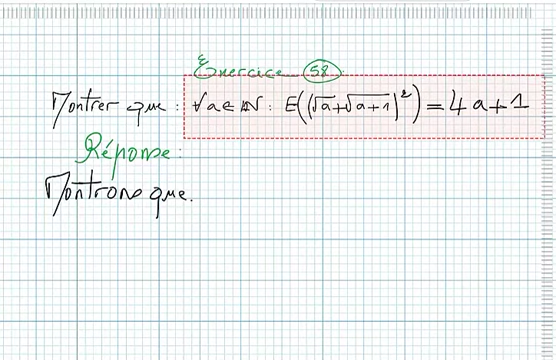 Exercice 58:
Montrer que : ∀a∈ℕ : E((√a+√a+1)²)=4a+1
Réponse:
Montrons que.